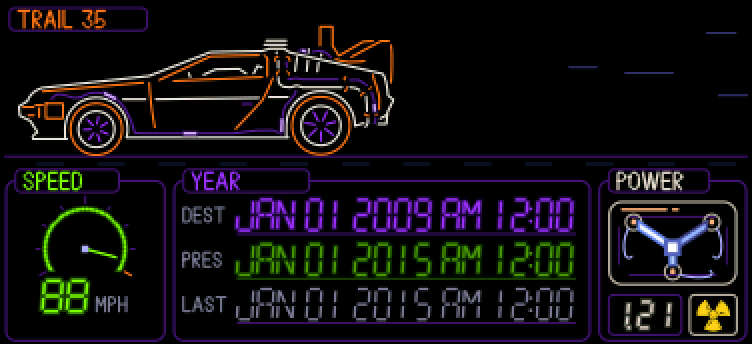 TRAIL 35
SPEED
88 MPH
YEAR
DEST JAN 01 2009 AM 12:00
PRES JAN 01 2015 AM 12:00
LAST JAN 01 2015 AM 12:00
POWER
1.21